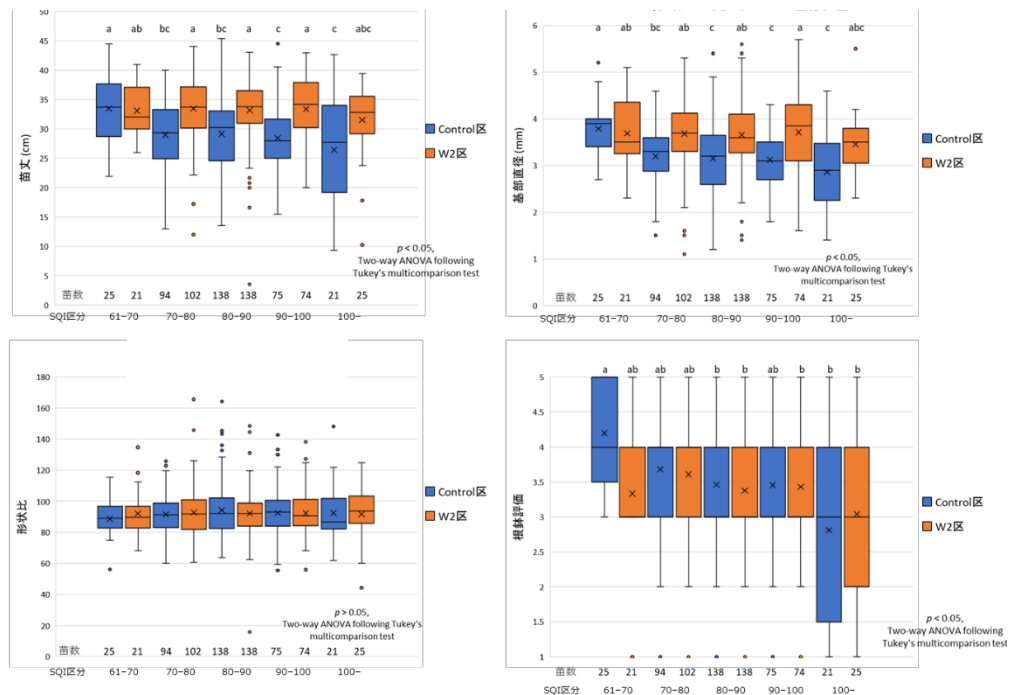 50
45
40
35
30
25
20
15
10
5
0
苗丈 (cm)
a ab bc a bc a c a c abc
Control区
W2区
p < 0.05,
Two-way ANOVA following
Tukey's multicomparison test
苗数 25 21 94 102 138 138 75 74 21 25
SQI区分 61-70 70-80 80-90 90-100 100-
6
5
4
3
2
1
0
基部直径 (mm)
a ab bc a c a c a c abc
Control区
W2区
p < 0.05,
Two-way ANOVA following Tukey's
multicomparison test
苗数 25 21 94 102 138 138 75 74 21 25
SQI区分 61-70 70-80 80-90 90-100 100-
180
160
140
120
100
80
60
40
20
0
形状比
Control区
W2区
p > 0.05,
Two-way ANOVA following Tukey's
multicomparison test
苗数 25 21 94 102 138 138 75 74 21 25
SQI区分 61-70 70-80 80-90 90-100 100-
5
4.5
4
3.5
3
2.5
2
1.5
1
根鉢評価
a ab ab ab b b ab b b b
Control区
W2区
p < 0.05,
Two-way ANOVA following
Tukey's multicomparison test
苗数 25 21 94 102 138 138 75 74 21 25
SQI区分 61-70 70-80 80-90 90-100 100-